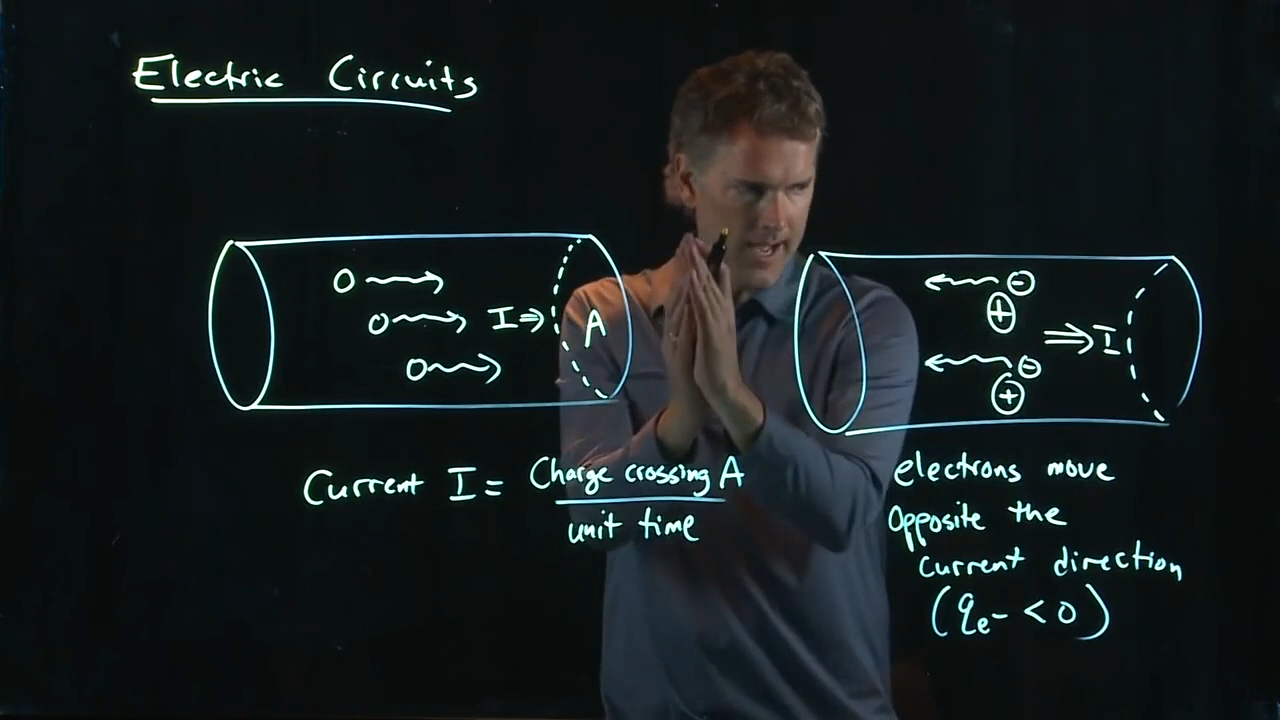 Electric Circuits
I ⇒ A
⊖
⊕
⇒ I
⊖
⊕
Current I = Charge crossing A
unit time
electrons move
opposite the
current direction
(qe- < 0)